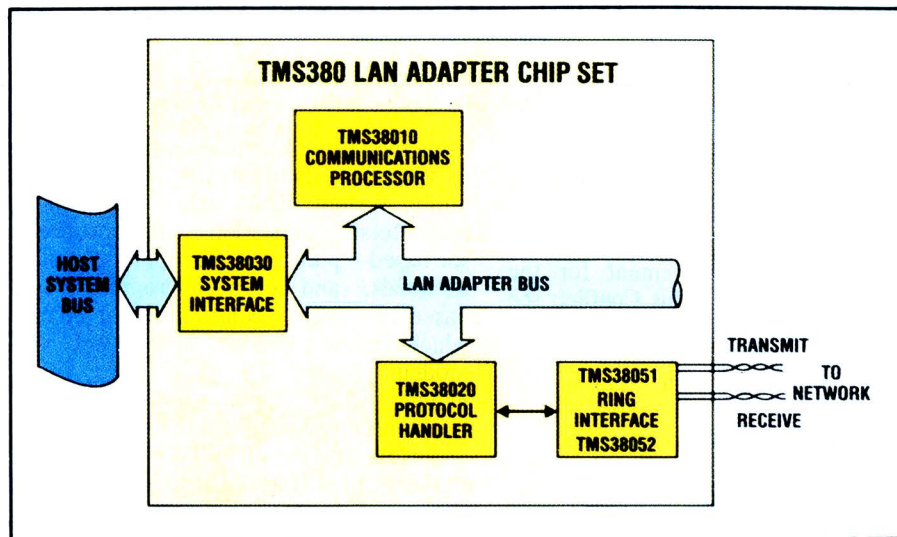 TMS380 LAN ADAPTER CHIP SET
TMS38010
COMMUNICATIONS
PROCESSOR
HOST
SYSTEM
BUS
TMS38030
SYSTEM
INTERFACE
LAN ADAPTER BUS
TMS38020
PROTOCOL
HANDLER
TMS38051
RING
INTERFACE
TMS38052
TRANSMIT
TO
NETWORK
RECEIVE